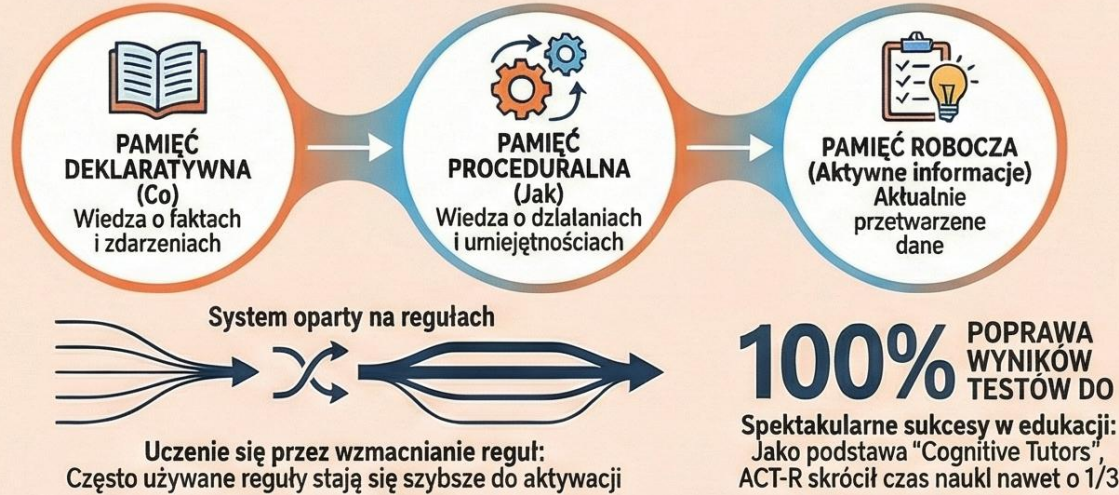 PAMIĘĆ
DEKLARATYWNA
(Co)
Wiedza o faktach
i zdarzeniach
PAMIĘĆ
PROCEDURALNA
(Jak)
Wiedza o dzlalaniach
i urniejętnościach
PAMIĘĆ ROBOCZA
(Aktywne informacje)
Aktualnie
przetwarzene
dane
System oparty na regułach
Uczenie się przez wzmacnianie reguł:
Często używane reguły stają się szybsze do aktywacji
100%
POPRAWA
WYNIKÓW
TESTÓW DO
Spektakularne sukcesy w edukacji:
Jako podstawa "Cognitive Tutors",
ACT-R skrócił czas naukl nawet o 1/3